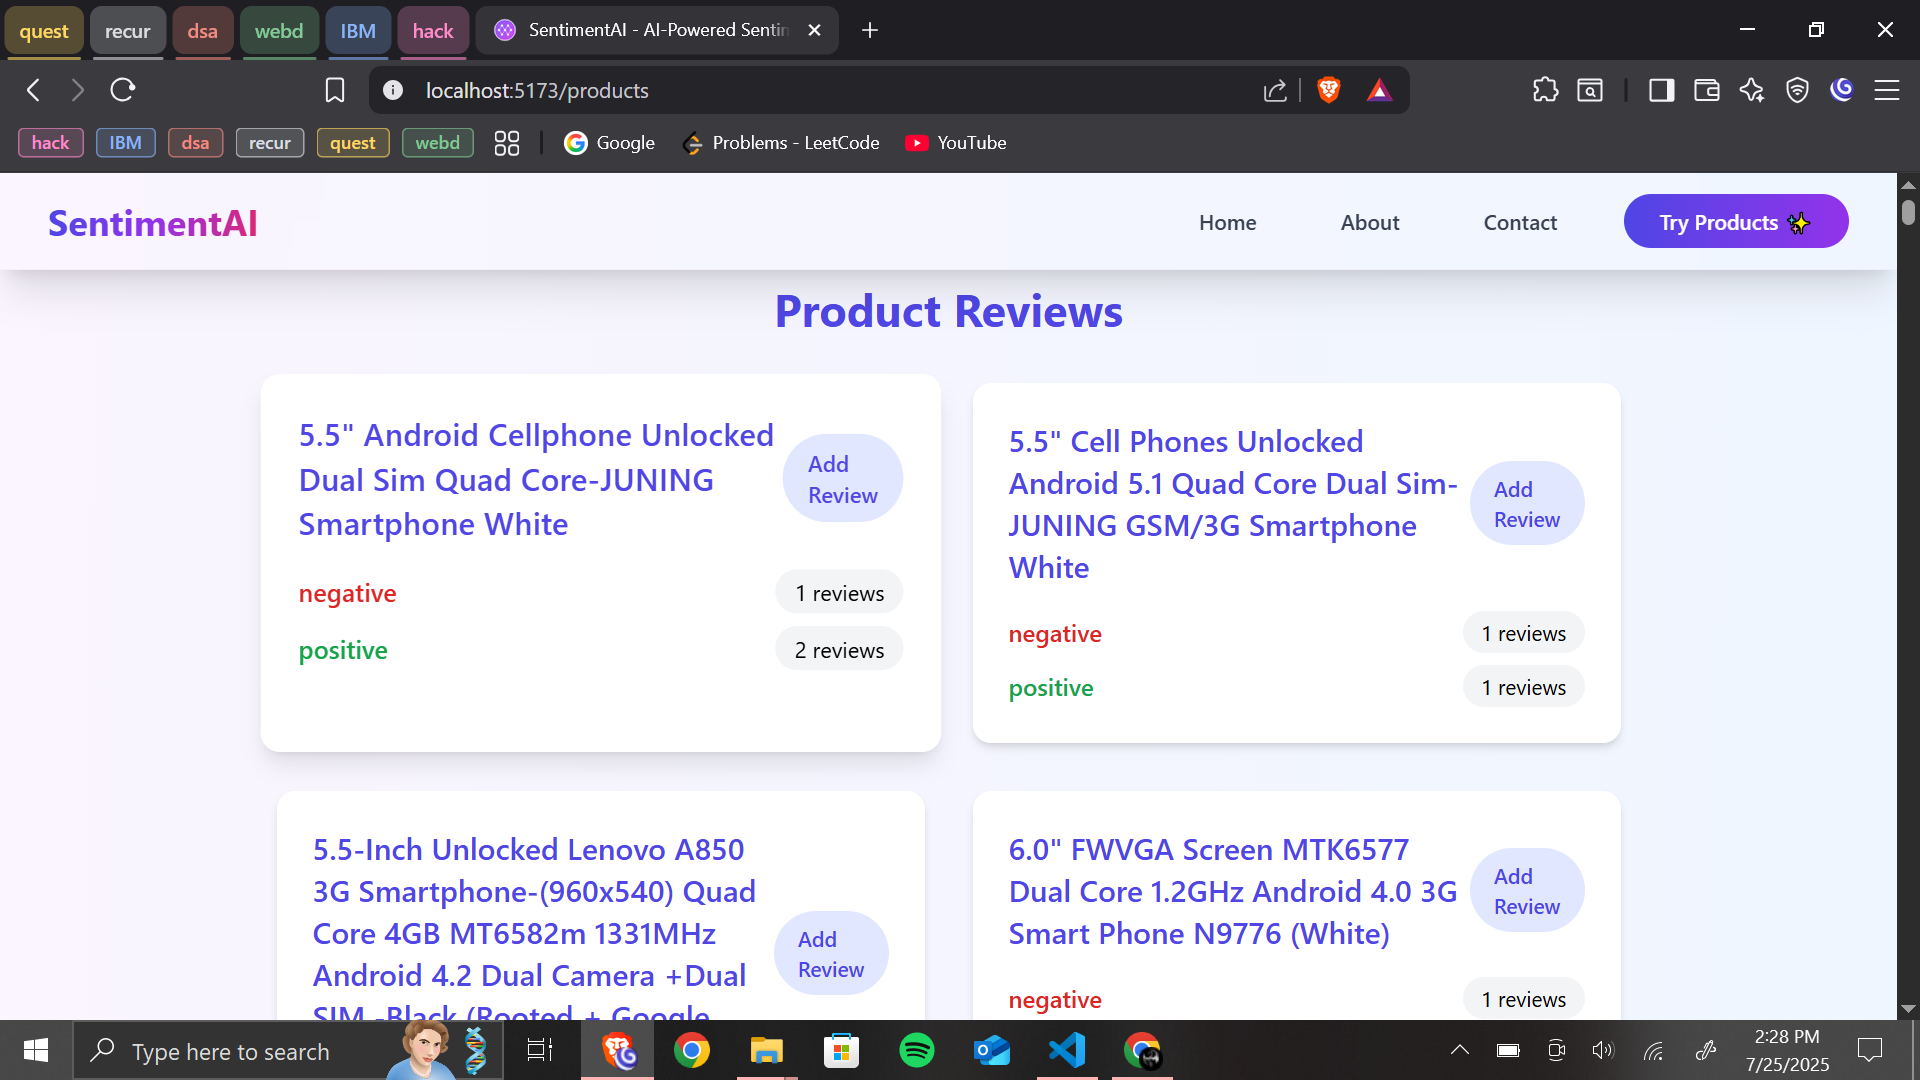 quest
recur
dsa
webd
IBM
hack
SentimentAI - AI-Powered Sentin
localhost:5173/products
hack
IBM
dsa
recur
quest
webd
Google
Problems - LeetCode
YouTube
SentimentAI
Home
About
Contact
Try Products ✨
Product Reviews
5.5" Android Cellphone Unlocked
Dual Sim Quad Core-JUNING
Smartphone White
Add
Review
negative
1 reviews
positive
2 reviews
5.5" Cell Phones Unlocked
Android 5.1 Quad Core Dual Sim-
JUNING GSM/3G Smartphone
White
Add
Review
negative
1 reviews
positive
1 reviews
5.5-Inch Unlocked Lenovo A850
3G Smartphone-(960x540) Quad
Core 4GB MT6582m 1331MHz
Android 4.2 Dual Camera +Dual
SIM -Black (Rooted + Google
Add
Review
6.0" FWVGA Screen MTK6577
Dual Core 1.2GHz Android 4.0 3G
Smart Phone N9776 (White)
Add
Review
negative
1 reviews
Type here to search
2:28 PM
7/25/2025